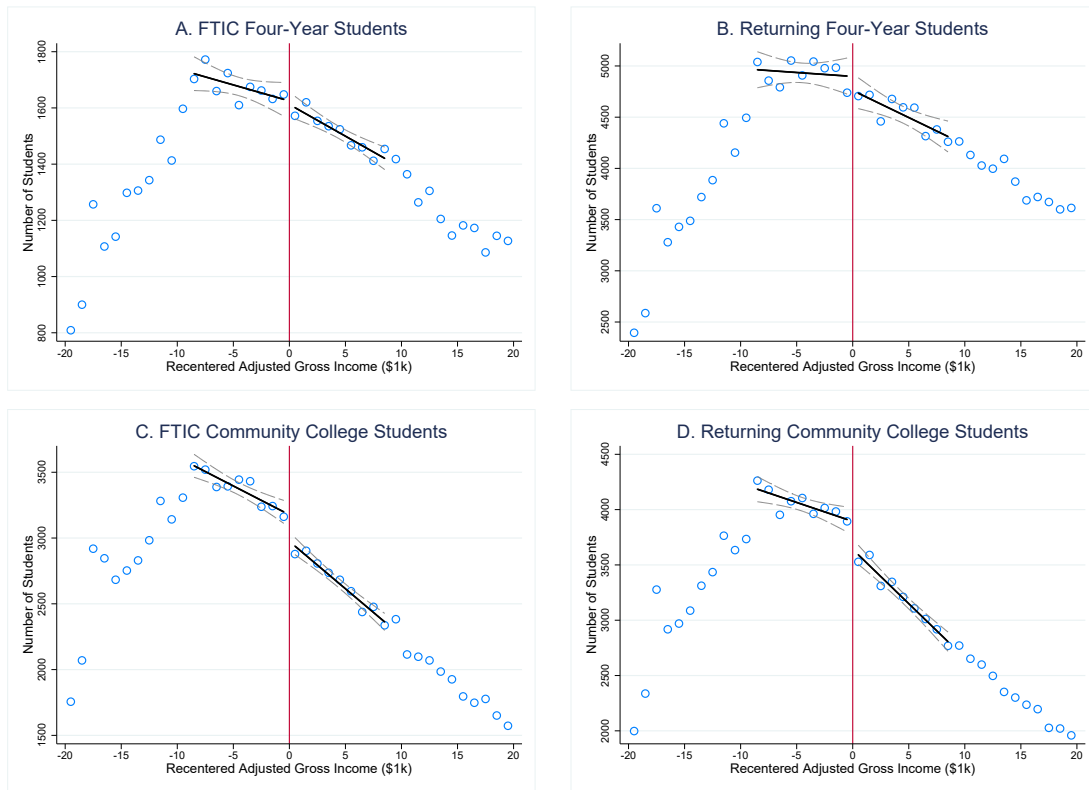 A. FTIC Four-Year Students
Number of Students
1800
1600
1400
1200
1000
800
-20 -15 -10 -5 0 5 10 15 20
Recentered Adjusted Gross Income ($1k)
B. Returning Four-Year Students
Number of Students
5000
4500
4000
3500
3000
2500
-20 -15 -10 -5 0 5 10 15 20
Recentered Adjusted Gross Income ($1k)
C. FTIC Community College Students
Number of Students
3500
3000
2500
2000
1500
-20 -15 -10 -5 0 5 10 15 20
Recentered Adjusted Gross Income ($1k)
D. Returning Community College Students
Number of Students
4500
4000
3500
3000
2500
2000
-20 -15 -10 -5 0 5 10 15 20
Recentered Adjusted Gross Income ($1k)